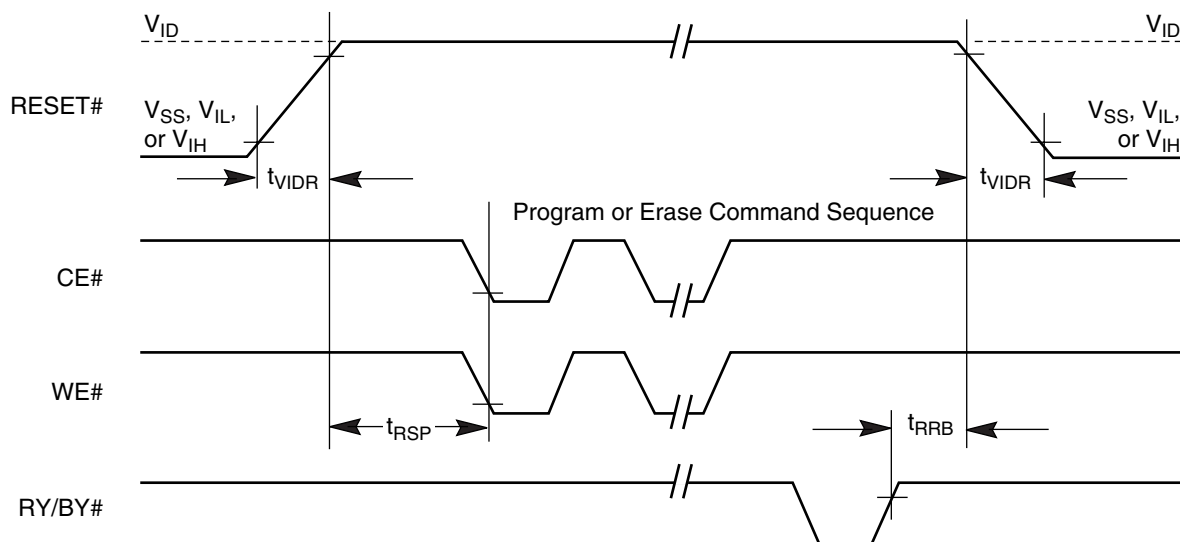 VID
VID
RESET#
VSS, VIL,
or VIH
VSS, VIL,
or VIH
tVIDR
tVIDR
Program or Erase Command Sequence
CE#
WE#
tRSP
tRRB
RY/BY#